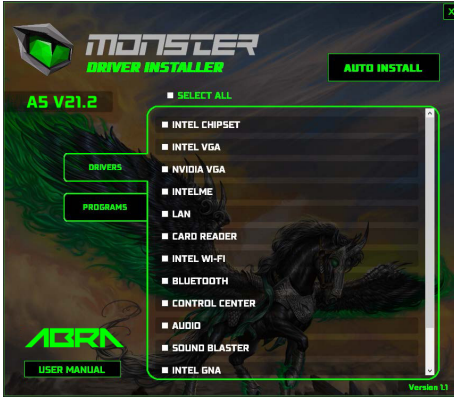 X
MONSTER
DRIVER INSTALLER
AUTO INSTALL
A5 V21.2
SELECT ALL
INTEL CHIPSET
INTEL VGA
NVIDIA VGA
INTELME
LAN
CARD READER
INTEL WI-FI
BLUETOOTH
CONTROL CENTER
AUDIO
SOUND BLASTER
INTEL GNA
DRIVERS
PROGRAMS
ABRA
USER MANUAL
Version 1.1